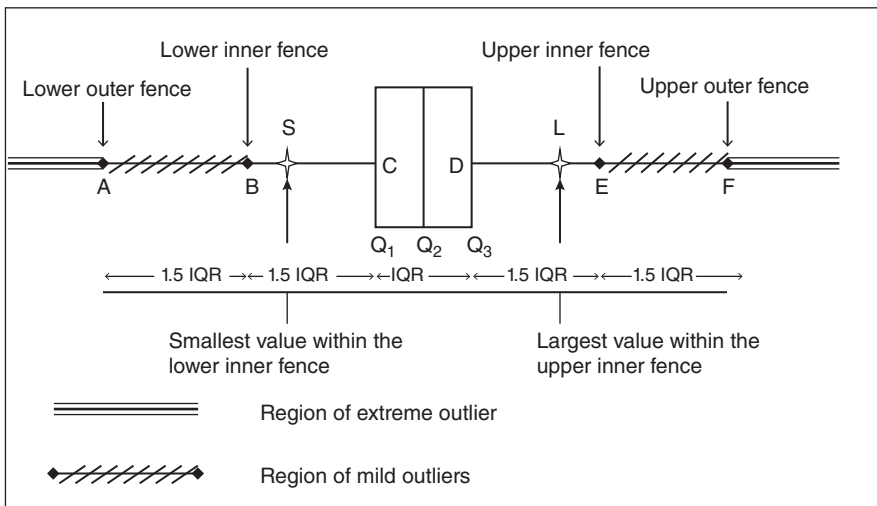 Lower inner fence
Upper inner fence
Lower outer fence
Upper outer fence
S
L
C
D
A
B
E
F
Q1 Q2 Q3
1.5 IQR 1.5 IQR IQR 1.5 IQR 1.5 IQR
Smallest value within the
lower inner fence
Largest value within the
upper inner fence
Region of extreme outlier
Region of mild outliers